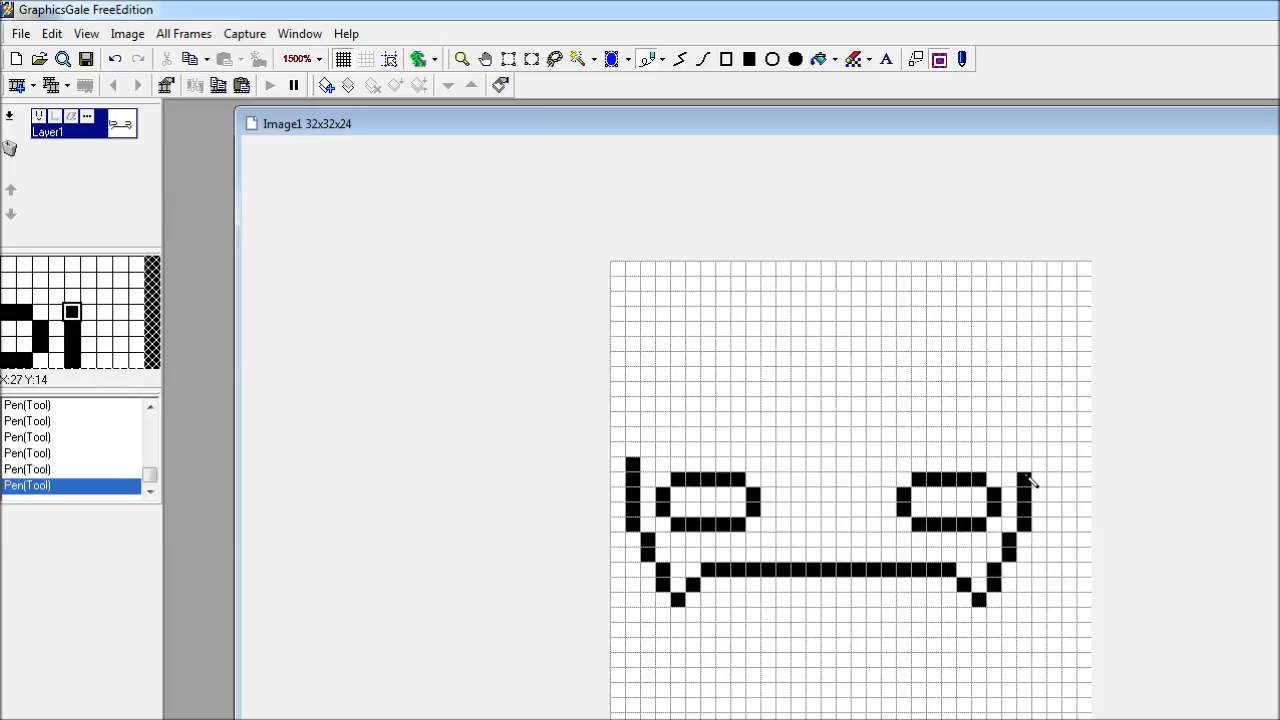 GraphicsGale FreeEdition
File Edit View Image All Frames Capture Window Help
1500% A
Layer1
Image1 32x32x24
X:27 Y:14
Pen(Tool)
Pen(Tool)
Pen(Tool)
Pen(Tool)
Pen(Tool)
Pen(Tool)